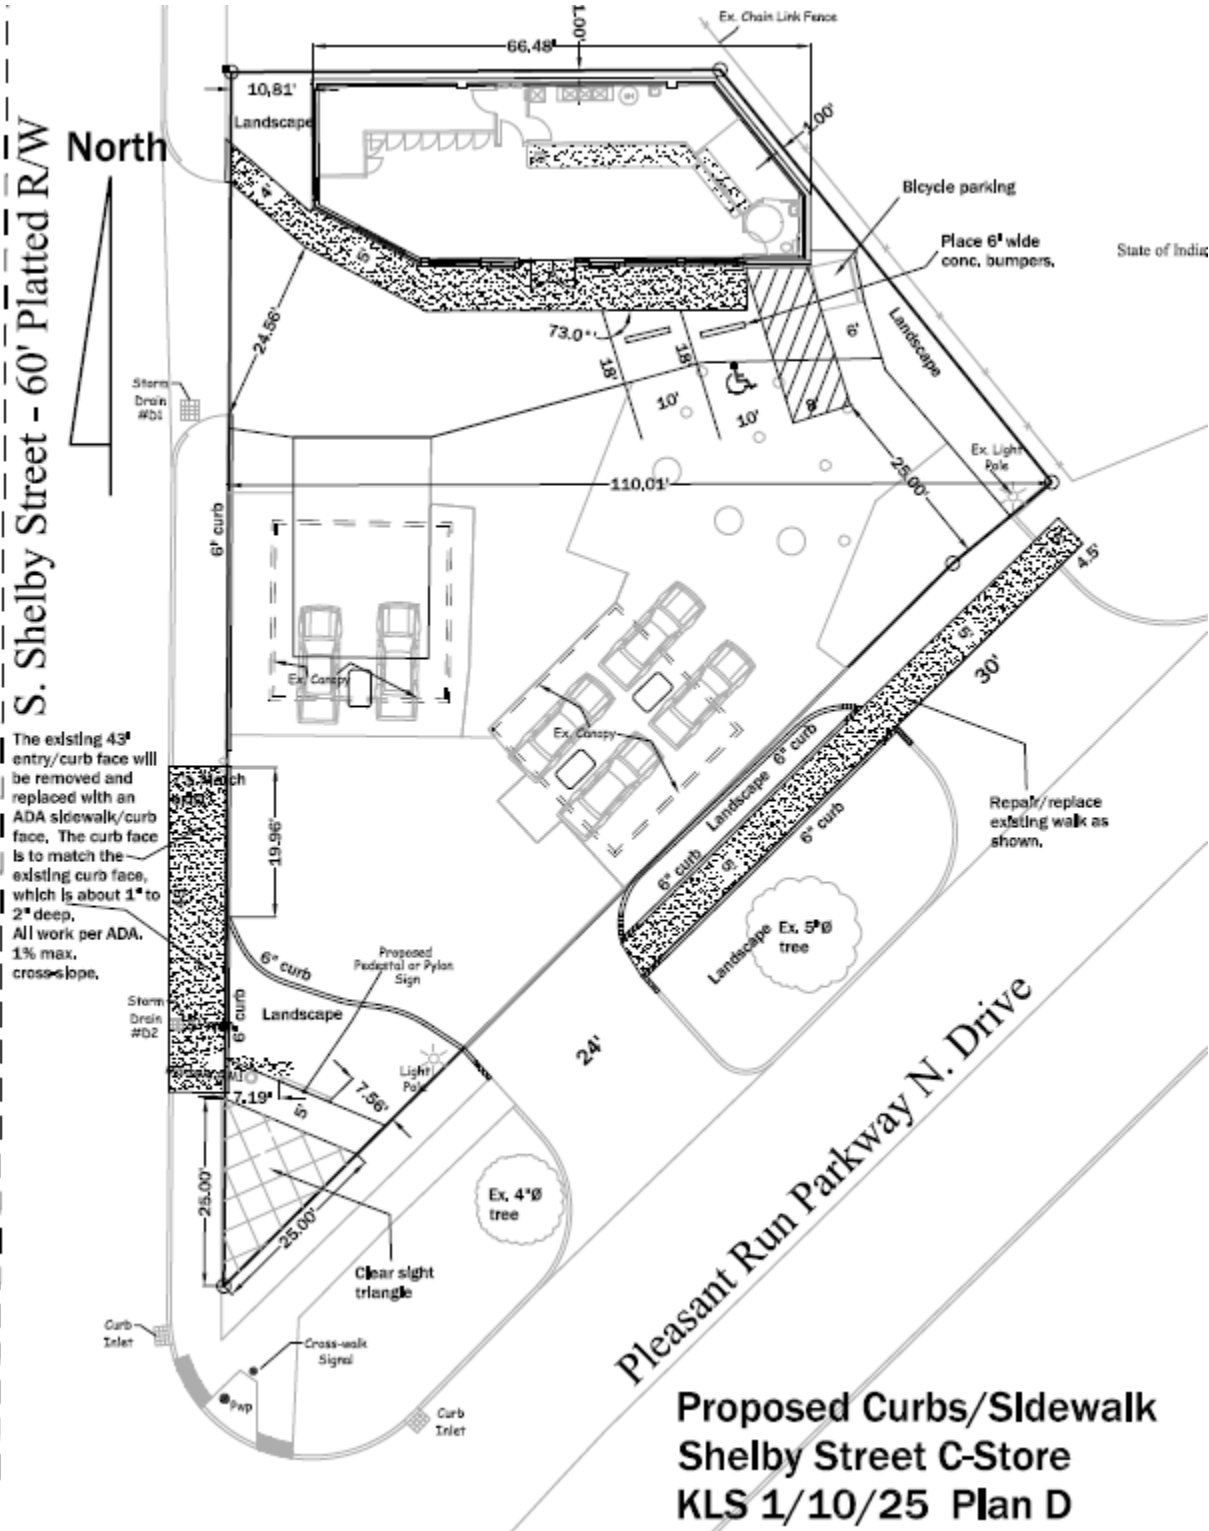 Ex. Chain Link Fence
1.00'
66.48'
10.81'
Landscape
1.00'
North
4'
5'
Bicycle parking
Place 6" wide
conc. bumpers.
State of India
S. Shelby Street - 60' Platted R/W
24.56'
73.0°
18'
18'
6'
Landscape
10'
10'
8'
Storm
Drain
#D1
Ex. Light
Pole
25.00'
110.01'
6" curb
4.5'
5'
30'
Ex. Canopy
Ex. Canopy
The existing 43"
entry/curb face will
be removed and
replaced with an
ADA sidewalk/curb
face. The curb face
is to match the
existing curb face,
which is about 1" to
2" deep.
All work per ADA.
1% max.
cross-slope.
19.96'
6" curb
Landscape
6" curb
6" curb
5'
Repair/replace
existing walk as
shown.
Ex. 5"Ø
tree
Landscape
Proposed
Pedestal or Pylon
Sign
6" curb
6" curb
Landscape
Storm
Drain
#D2
24'
Light
Pole
7.56'
7.19"
5'
25.00'
25.00'
Ex. 4"Ø
tree
Clear sight
triangle
Pleasant Run Parkway N. Drive
Curb
Inlet
Cross-walk
Signal
Pwp
Curb
Inlet
Proposed Curbs/Sidewalk
Shelby Street C-Store
KLS 1/10/25 Plan D